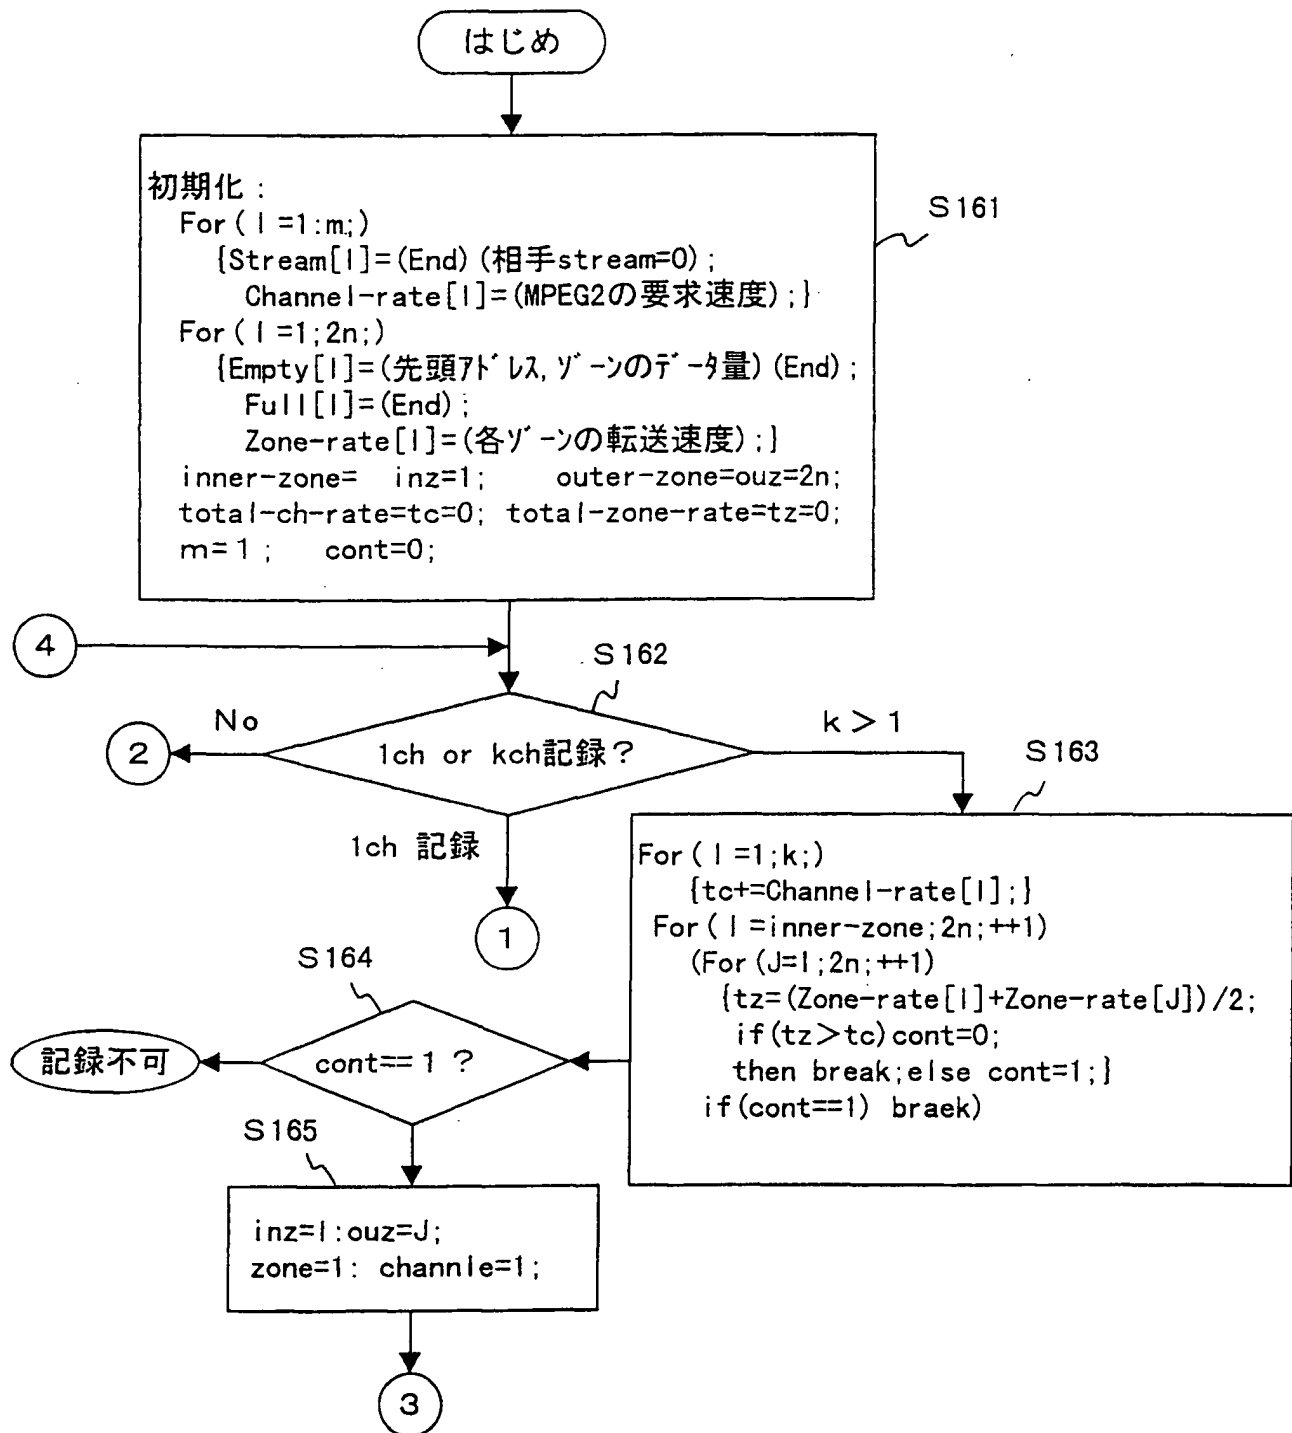 はじめ
初期化:
For(I=1:m;)
{Stream[I]=(End)(相手stream=0);
Channel-rate[I]=(MPEG2の要求速度);}
For(I=1;2n;)
{Empty[I]=(先頭アドレス,ゾーンのデータ量)(End);
Full[I]=(End);
Zone-rate[I]=(各ゾーンの転送速度);}
inner-zone= inz=1; outer-zone=ouz=2n;
total-ch-rate=tc=0; total-zone-rate=tz=0;
m=1; cont=0;
S161
4
S162
No
2
1ch or kch記録?
k>1
S163
1ch 記録
1
For(I=1;k;)
{tc+=Channel-rate[I];}
For(I=inner-zone;2n;++1)
(For(J=I;2n;++1)
{tz=(Zone-rate[I]+Zone-rate[J])/2;
if(tz>tc)cont=0;
then break;else cont=1;}
if(cont==1) braek)
S164
記録不可
cont==1?
S165
inz=I:ouz=J;
zone=1: channle=1;
3